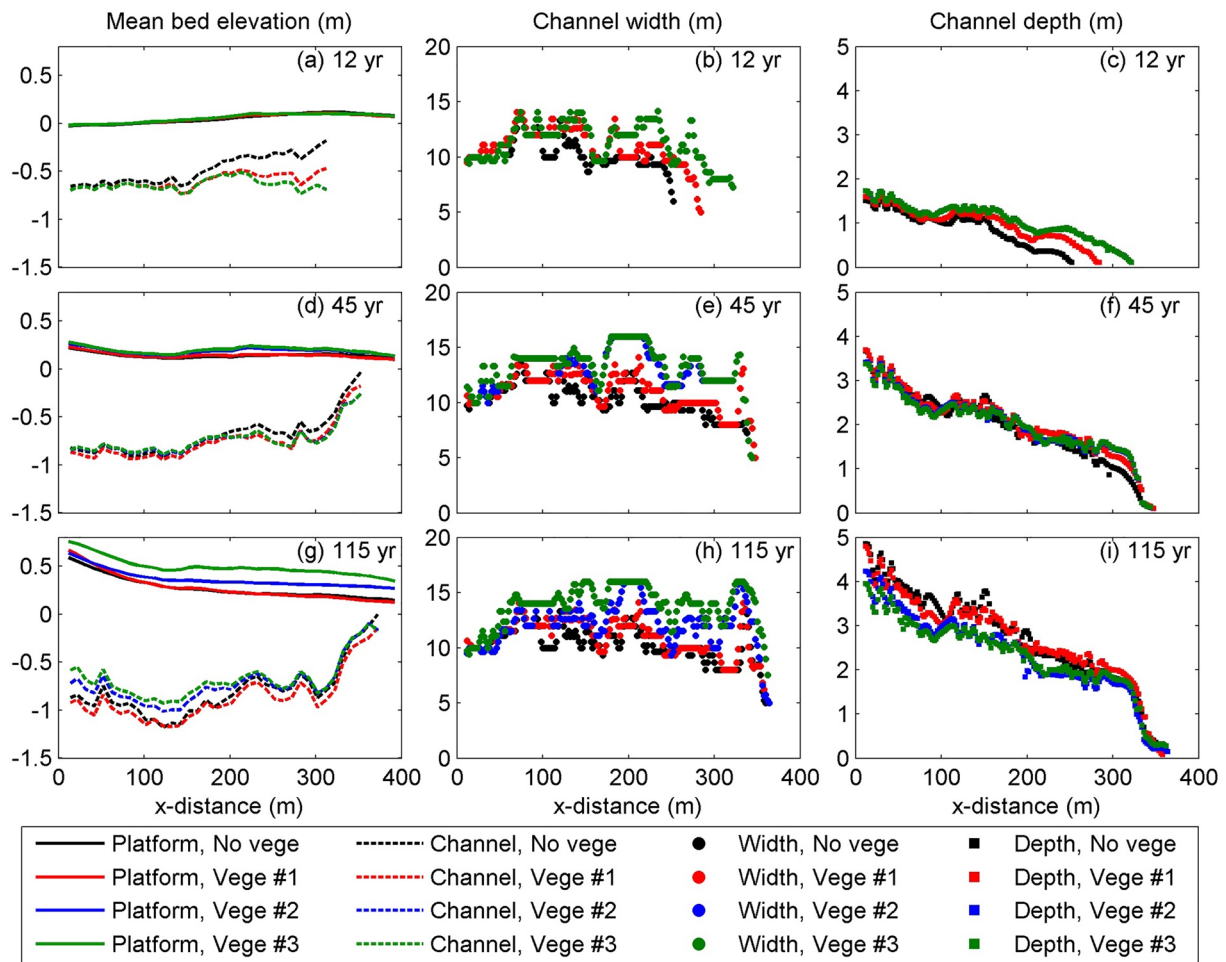 Mean bed elevation (m) Channel width (m) Channel depth (m)
(a) 12 yr (b) 12 yr (c) 12 yr
0.5 0 -0.5 -1 -1.5
20 15 10 5 0
5 4 3 2 1 0
(d) 45 yr (e) 45 yr (f) 45 yr
0.5 0 -0.5 -1 -1.5
20 15 10 5 0
5 4 3 2 1 0
(g) 115 yr (h) 115 yr (i) 115 yr
0.5 0 -0.5 -1 -1.5
20 15 10 5 0
5 4 3 2 1 0
0 100 200 300 400 0 100 200 300 400 0 100 200 300 400
x-distance (m) x-distance (m) x-distance (m)
Platform, No vege Channel, No vege Width, No vege Depth, No vege
Platform, Vege #1 Channel, Vege #1 Width, Vege #1 Depth, Vege #1
Platform, Vege #2 Channel, Vege #2 Width, Vege #2 Depth, Vege #2
Platform, Vege #3 Channel, Vege #3 Width, Vege #3 Depth, Vege #3